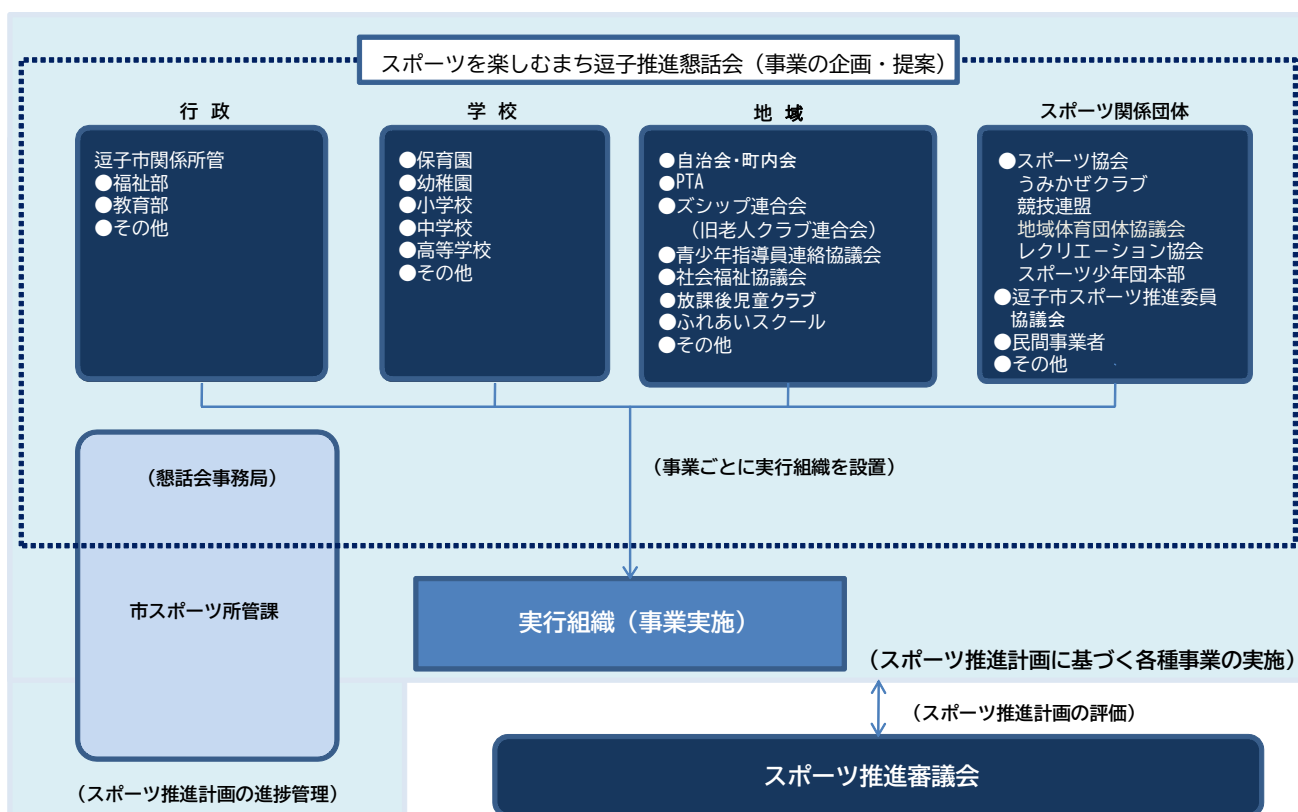 スポーツを楽しむまち逗子推進懇話会（事業の企画・提案）
行 政
逗子市関係所管
●福祉部
●教育部
●その他
学 校
●保育園
●幼稚園
●小学校
●中学校
●高等学校
●その他
地 域
●自治会・町内会
●PTA
●ズシップ連合会
（旧老人クラブ連合会）
●青少年指導員連絡協議会
●社会福祉協議会
●放課後児童クラブ
●ふれあいスクール
●その他
スポーツ関係団体
●スポーツ協会
うみかぜクラブ
競技連盟
地域体育団体協議会
レクリエーション協会
スポーツ少年団本部
●逗子市スポーツ推進委員
協議会
●民間事業者
●その他
（懇話会事務局）
（事業ごとに実行組織を設置）
市スポーツ所管課
実行組織（事業実施）
（スポーツ推進計画に基づく各種事業の実施）
（スポーツ推進計画の評価）
スポーツ推進審議会
（スポーツ推進計画の進捗管理）